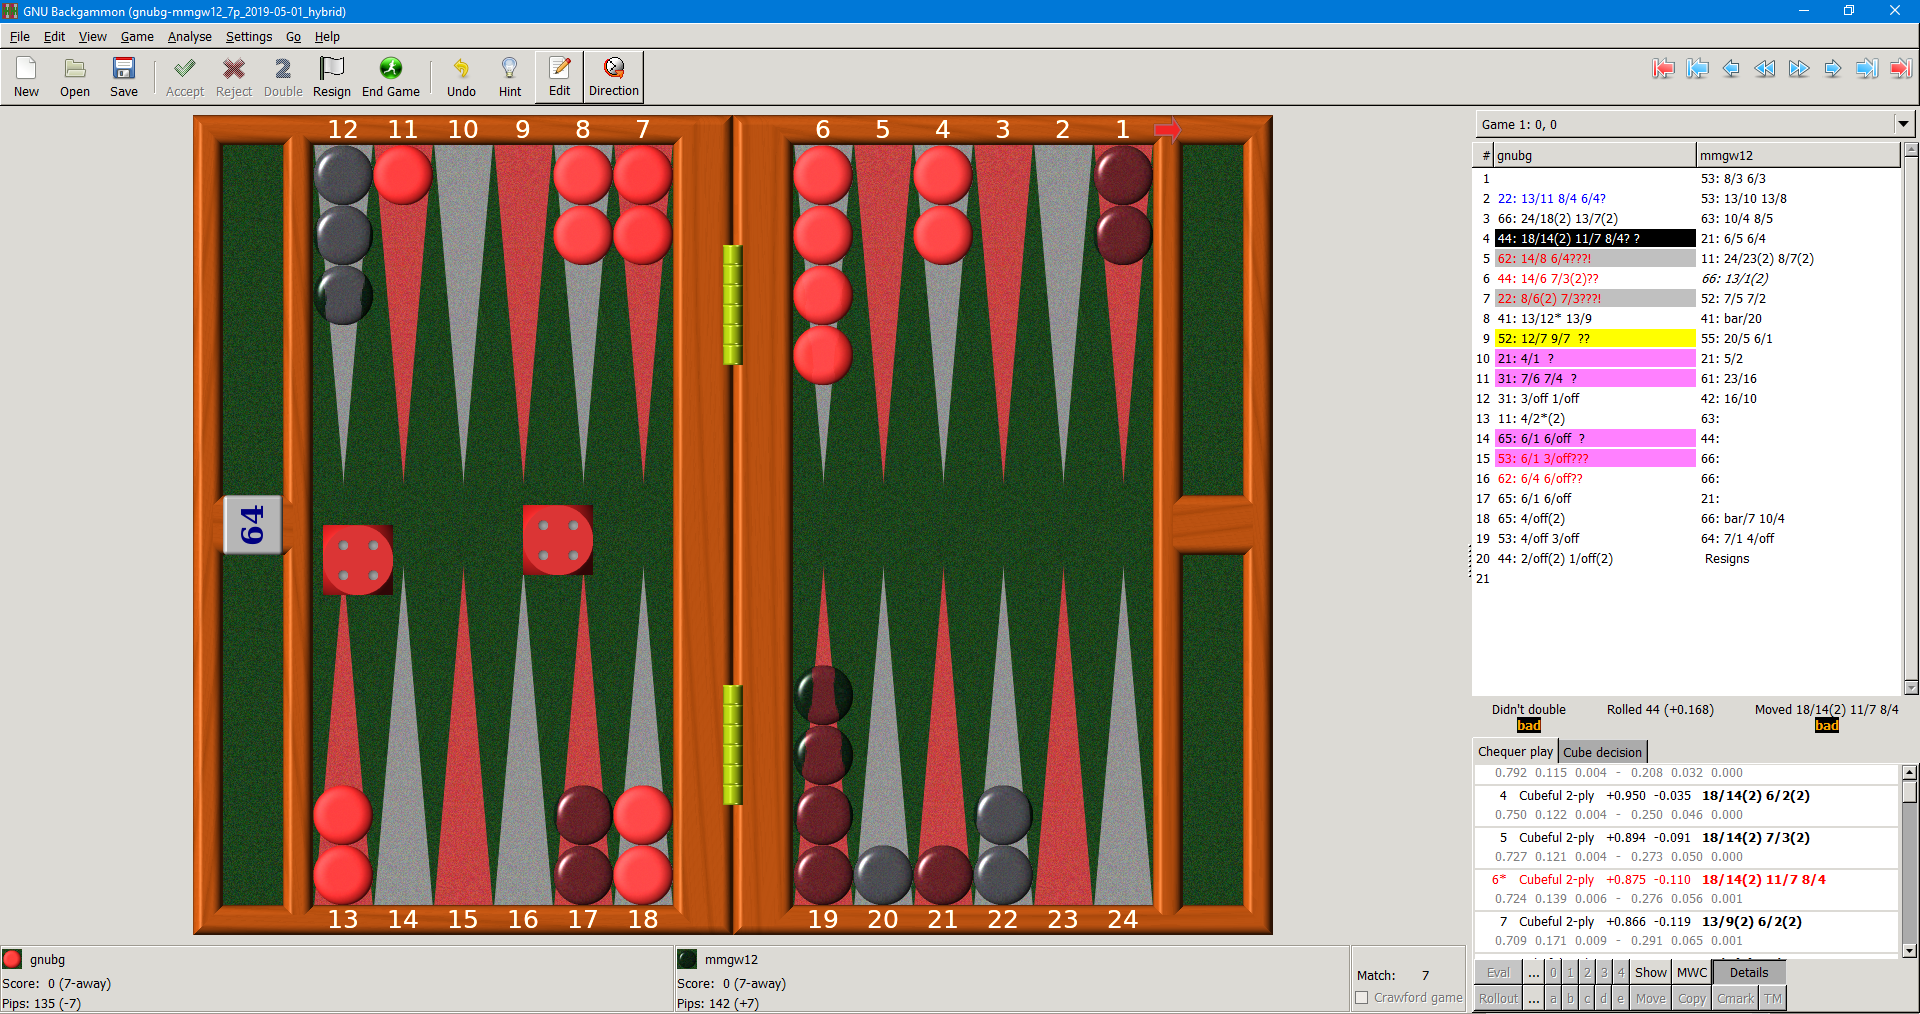 GNU Backgammon (gnubg-mmgw12_7p_2019-05-01_hybrid)
File Edit View Game Analyse Settings Go Help
New Open Save Accept Reject Double Resign End Game Undo Hint Edit Direction
12 11 10 9 8 7 6 5 4 3 2 1
64
13 14 15 16 17 18 19 20 21 22 23 24
Game 1: 0, 0
# gnubg mmgw12
1 53: 8/3 6/3
2 22: 13/11 8/4 6/4? 53: 13/10 13/8
3 66: 24/18(2) 13/7(2) 63: 10/4 8/5
4 44: 18/14(2) 11/7 8/4? ? 21: 6/5 6/4
5 62: 14/8 6/4???! 11: 24/23(2) 8/7(2)
6 44: 14/6 7/3(2)?? 66: 13/1(2)
7 22: 8/6(2) 7/3???! 52: 7/5 7/2
8 41: 13/12* 13/9 41: bar/20
9 52: 12/7 9/7 ?? 55: 20/5 6/1
10 21: 4/1 ? 21: 5/2
11 31: 7/6 7/4 ? 61: 23/16
12 31: 3/off 1/off 42: 16/10
13 11: 4/2*(2) 63:
14 65: 6/1 6/off ? 44:
15 53: 6/1 3/off??? 66:
16 62: 6/4 6/off?? 66:
17 65: 6/1 6/off 21:
18 65: 4/off(2) 66: bar/7 10/4
19 53: 4/off 3/off 64: 7/1 4/off
20 44: 2/off(2) 1/off(2) Resigns
21
Didn't double Rolled 44 (+0.168) Moved 18/14(2) 11/7 8/4
bad bad
Chequer play Cube decision
0.792 0.115 0.004 - 0.208 0.032 0.000
4 Cubeful 2-ply +0.950 -0.035 18/14(2) 6/2(2)
0.750 0.122 0.004 - 0.250 0.046 0.000
5 Cubeful 2-ply +0.894 -0.091 18/14(2) 7/3(2)
0.727 0.121 0.004 - 0.273 0.050 0.000
6* Cubeful 2-ply +0.875 -0.110 18/14(2) 11/7 8/4
0.724 0.139 0.006 - 0.276 0.056 0.001
7 Cubeful 2-ply +0.866 -0.119 13/9(2) 6/2(2)
0.709 0.171 0.009 - 0.291 0.065 0.001
Eval ... 0 1 2 3 4 Show MWC Details
Rollout ... a b c d e Move Copy Cmark TM
gnubg
Score: 0 (7-away)
Pips: 135 (-7)
mmgw12
Score: 0 (7-away)
Pips: 142 (+7)
Match: 7
Crawford game